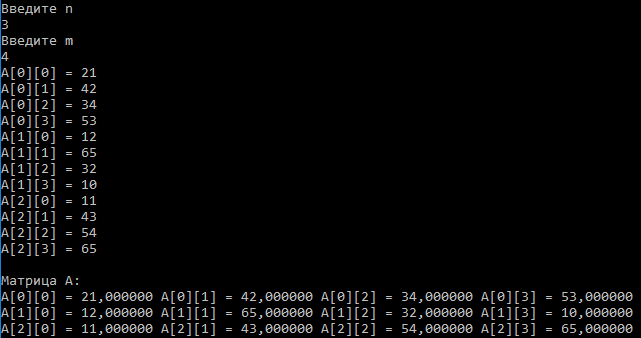 Введите n
3
Введите m
4
A[0][0] = 21
A[0][1] = 42
A[0][2] = 34
A[0][3] = 53
A[1][0] = 12
A[1][1] = 65
A[1][2] = 32
A[1][3] = 10
A[2][0] = 11
A[2][1] = 43
A[2][2] = 54
A[2][3] = 65

Матрица A:
A[0][0] = 21,000000 A[0][1] = 42,000000 A[0][2] = 34,000000 A[0][3] = 53,000000
A[1][0] = 12,000000 A[1][1] = 65,000000 A[1][2] = 32,000000 A[1][3] = 10,000000
A[2][0] = 11,000000 A[2][1] = 43,000000 A[2][2] = 54,000000 A[2][3] = 65,000000